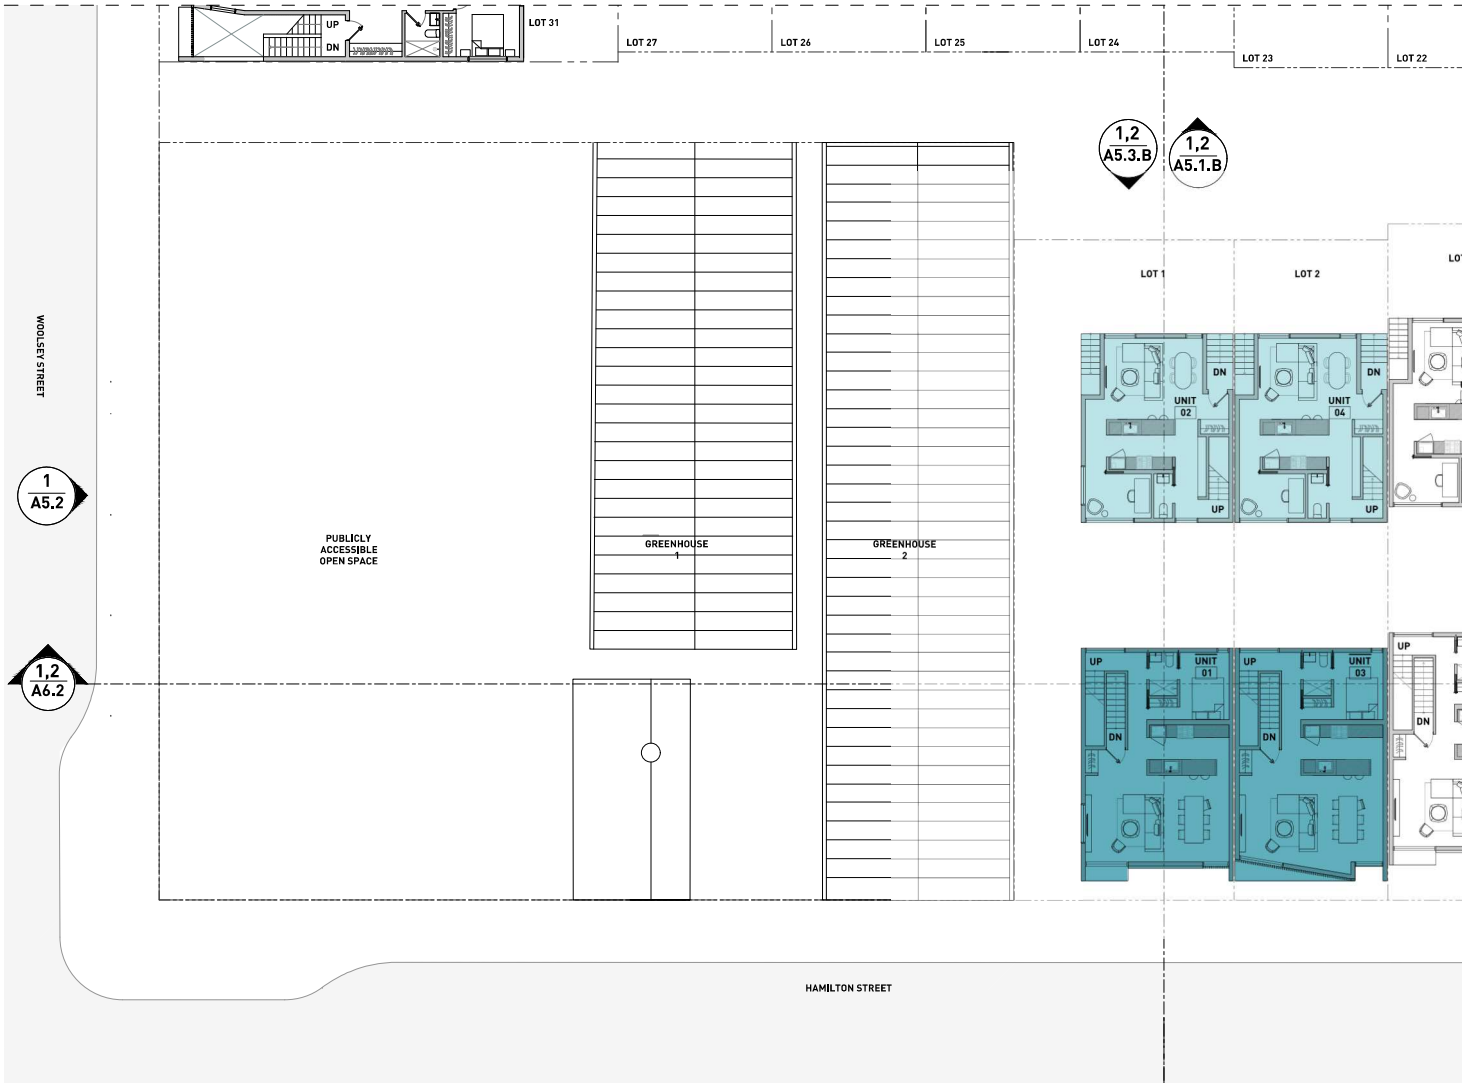 LOT 31
UP
DN
LOT 27
LOT 26
LOT 25
LOT 24
LOT 23
LOT 22
1,2
A5.3.B
1,2
A5.1.B
LOT 1
LOT 2
WOOLSEY STREET
DN
UNIT
02
1
UP
DN
UNIT
04
1
UP
1
1
A5.2
PUBLICLY
ACCESSIBLE
OPEN SPACE
GREENHOUSE
1
GREENHOUSE
2
1,2
A6.2
UP
UNIT
01
DN
UP
UNIT
03
DN
UP
DN
HAMILTON STREET